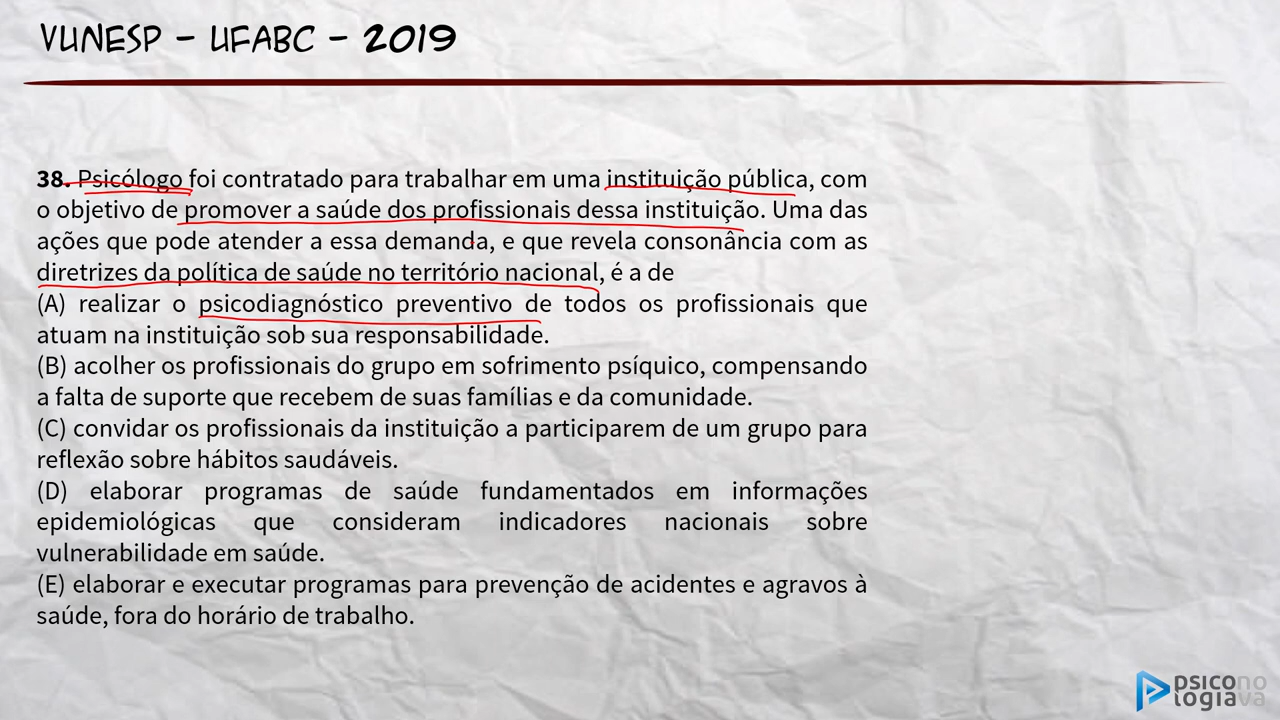 VUNESP - UFABC - 2019
38. Psicólogo foi contratado para trabalhar em uma instituição pública, com
o objetivo de promover a saúde dos profissionais dessa instituição. Uma das
ações que pode atender a essa demanda, e que revela consonância com as
diretrizes da política de saúde no território nacional, é a de
(A) realizar o psicodiagnóstico preventivo de todos os profissionais que
atuam na instituição sob sua responsabilidade.
(B) acolher os profissionais do grupo em sofrimento psíquico, compensando
a falta de suporte que recebem de suas famílias e da comunidade.
(C) convidar os profissionais da instituição a participarem de um grupo para
reflexão sobre hábitos saudáveis.
(D) elaborar programas de saúde fundamentados em informações
epidemiológicas que consideram indicadores nacionais sobre
vulnerabilidade em saúde.
(E) elaborar e executar programas para prevenção de acidentes e agravos à
saúde, fora do horário de trabalho.
psicono
logiava